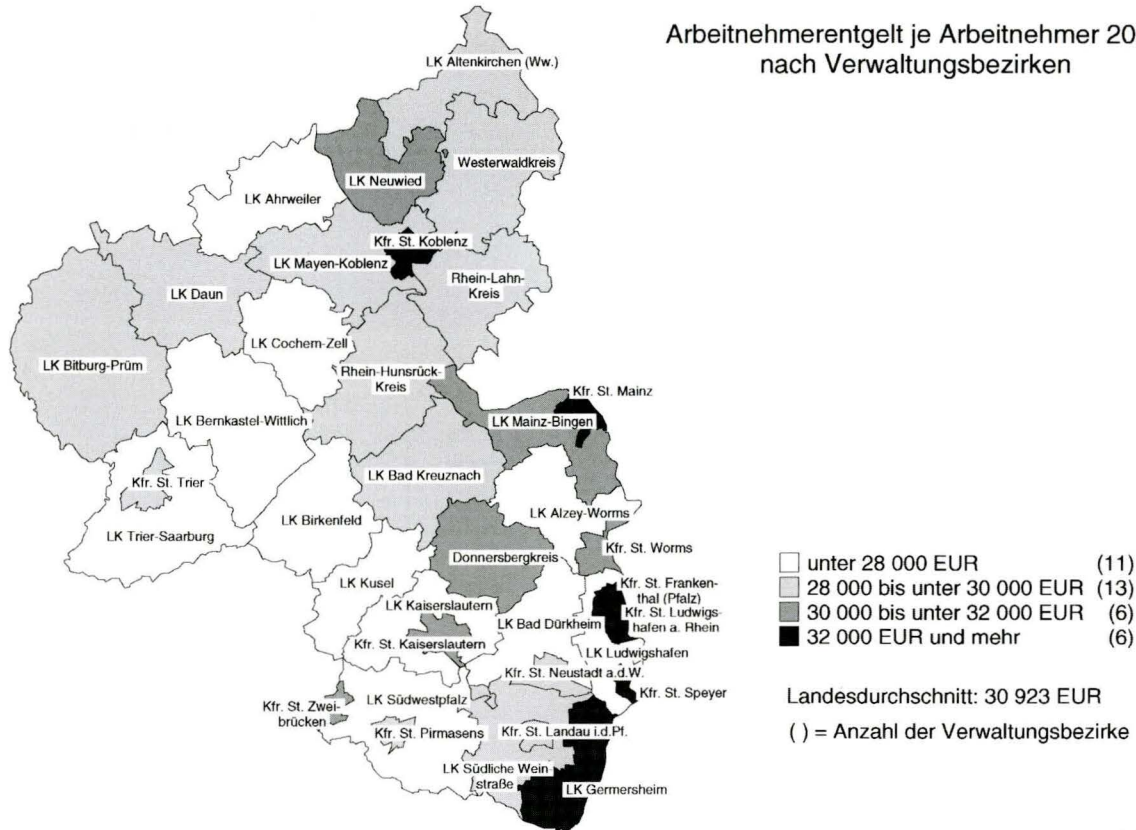 Arbeitnehmerentgelt je Arbeitnehmer 20
nach Verwaltungsbezirken
LK Altenkirchen (Ww.)
Westerwaldkreis
LK Neuwied
LK Ahrweiler
Kfr. St. Koblenz
LK Mayen-Koblenz
Rhein-Lahn-
Kreis
LK Daun
LK Cochem-Zell
LK Bitburg-Prüm
Rhein-Hunsrück-
Kreis
Kfr. St. Mainz
LK Mainz-Bingen
LK Bernkastel-Wittlich
LK Bad Kreuznach
Kfr. St. Trier
LK Alzey-Worms
LK Birkenfeld
LK Trier-Saarburg
Kfr. St. Worms
Donnersbergkreis
LK Kusel
Kfr. St. Franken-
thal (Pfalz)
LK Kaiserslautern
Kfr. St. Ludwigs-
hafen a. Rhein
LK Bad Dürkheim
Kfr. St. Kaiserslautern
LK Ludwigshafen
Kfr. St. Neustadt a.d.W.
Kfr. St. Speyer
LK Südwestpfalz
Kfr. St. Zwei-
brücken
Kfr. St. Pirmasens
Kfr. St. Landau i.d.Pf.
LK Südliche Wein-
straße
LK Germersheim
unter 28 000 EUR (11)
28 000 bis unter 30 000 EUR (13)
30 000 bis unter 32 000 EUR (6)
32 000 EUR und mehr (6)
Landesdurchschnitt: 30 923 EUR
( ) = Anzahl der Verwaltungsbezirke